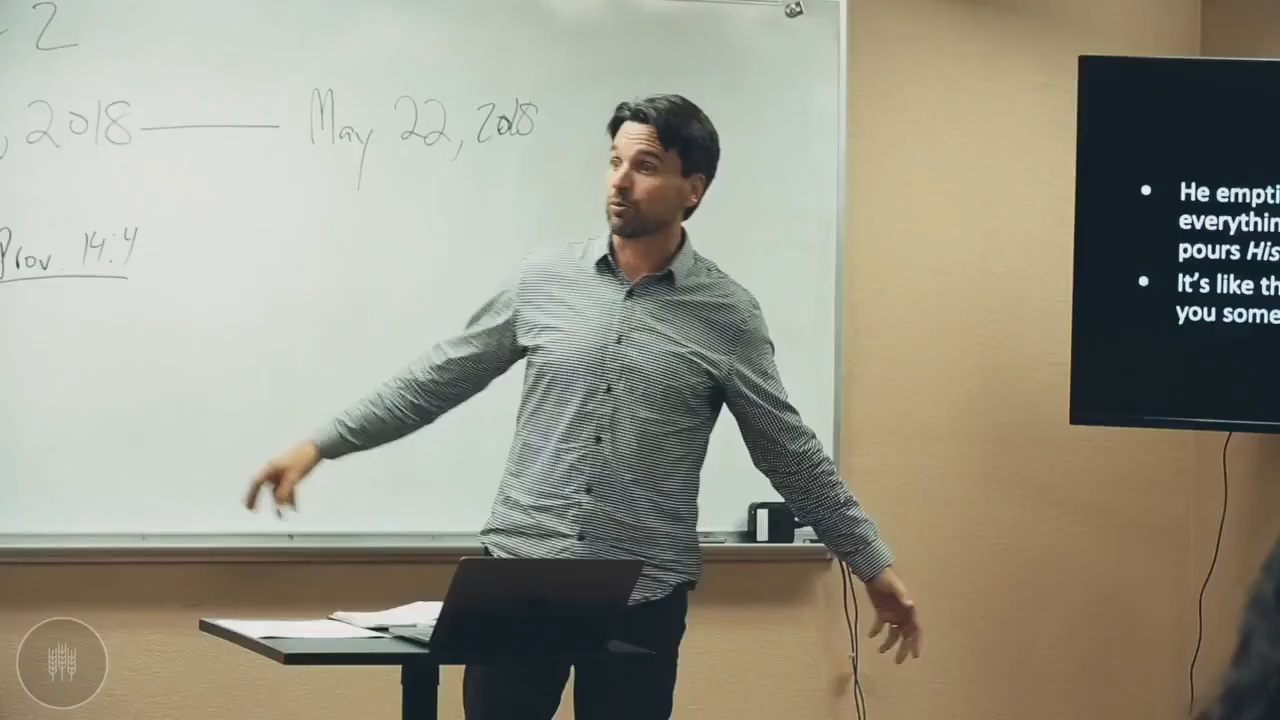 2
, 2018 — May 22, 2018
Prov. 14:4
• He empti
everythin
pours His
• It's like th
you some